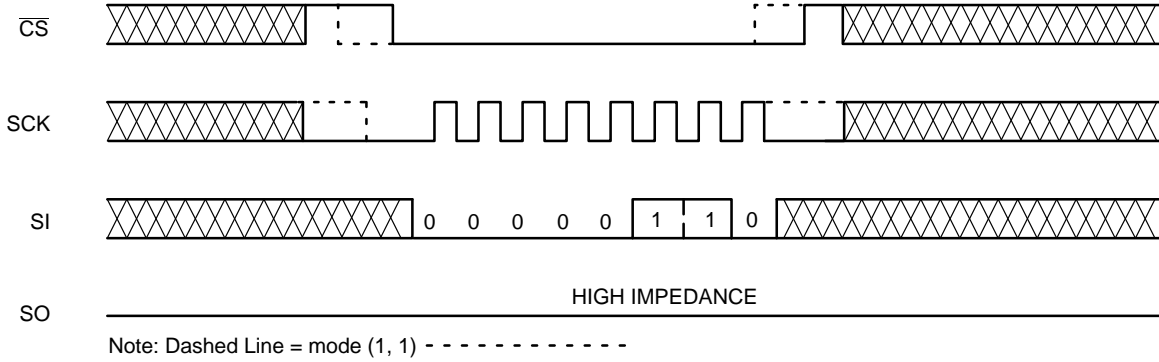 CS
SCK
SI
0 0 0 0 0 1 1 0
SO
HIGH IMPEDANCE
Note: Dashed Line = mode (1, 1) - - - - - - - - - - - -